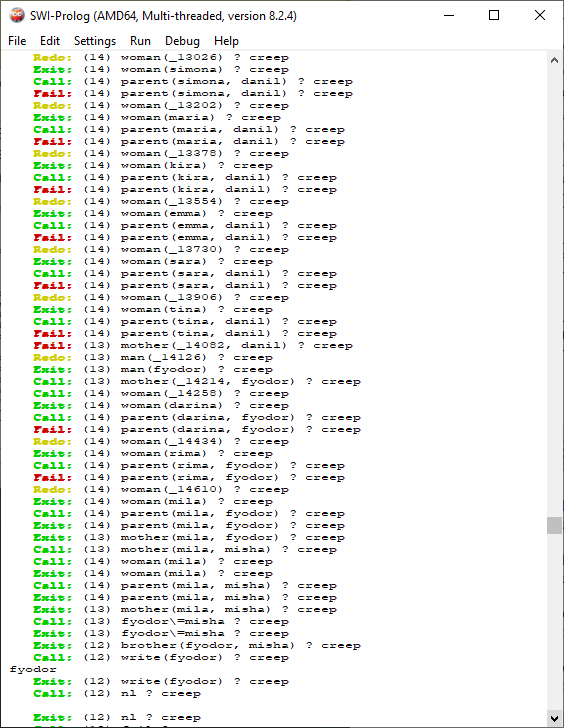 SWI-Prolog (AMD64, Multi-threaded, version 8.2.4)
File Edit Settings Run Debug Help
Redo: (14) woman(_13026) ? creep
Exit: (14) woman(simona) ? creep
Call: (14) parent(simona, danil) ? creep
Fail: (14) parent(simona, danil) ? creep
Redo: (14) woman(_13202) ? creep
Exit: (14) woman(maria) ? creep
Call: (14) parent(maria, danil) ? creep
Fail: (14) parent(maria, danil) ? creep
Redo: (14) woman(_13378) ? creep
Exit: (14) woman(kira) ? creep
Call: (14) parent(kira, danil) ? creep
Fail: (14) parent(kira, danil) ? creep
Redo: (14) woman(_13554) ? creep
Exit: (14) woman(emma) ? creep
Call: (14) parent(emma, danil) ? creep
Fail: (14) parent(emma, danil) ? creep
Redo: (14) woman(_13730) ? creep
Exit: (14) woman(sara) ? creep
Call: (14) parent(sara, danil) ? creep
Fail: (14) parent(sara, danil) ? creep
Redo: (14) woman(_13906) ? creep
Exit: (14) woman(tina) ? creep
Call: (14) parent(tina, danil) ? creep
Fail: (14) parent(tina, danil) ? creep
Fail: (13) mother(_14082, danil) ? creep
Redo: (13) man(_14126) ? creep
Exit: (13) man(fyodor) ? creep
Call: (13) mother(_14214, fyodor) ? creep
Call: (14) woman(_14258) ? creep
Exit: (14) woman(darina) ? creep
Call: (14) parent(darina, fyodor) ? creep
Fail: (14) parent(darina, fyodor) ? creep
Redo: (14) woman(_14434) ? creep
Exit: (14) woman(rima) ? creep
Call: (14) parent(rima, fyodor) ? creep
Fail: (14) parent(rima, fyodor) ? creep
Redo: (14) woman(_14610) ? creep
Exit: (14) woman(mila) ? creep
Call: (14) parent(mila, fyodor) ? creep
Exit: (14) parent(mila, fyodor) ? creep
Exit: (13) mother(mila, fyodor) ? creep
Call: (13) mother(mila, misha) ? creep
Call: (14) woman(mila) ? creep
Exit: (14) woman(mila) ? creep
Call: (14) parent(mila, misha) ? creep
Exit: (14) parent(mila, misha) ? creep
Exit: (13) mother(mila, misha) ? creep
Call: (13) fyodor\=misha ? creep
Exit: (13) fyodor\=misha ? creep
Exit: (12) brother(fyodor, misha) ? creep
Call: (12) write(fyodor) ? creep
fyodor
Exit: (12) write(fyodor) ? creep
Call: (12) nl ? creep
Exit: (12) nl ? creep